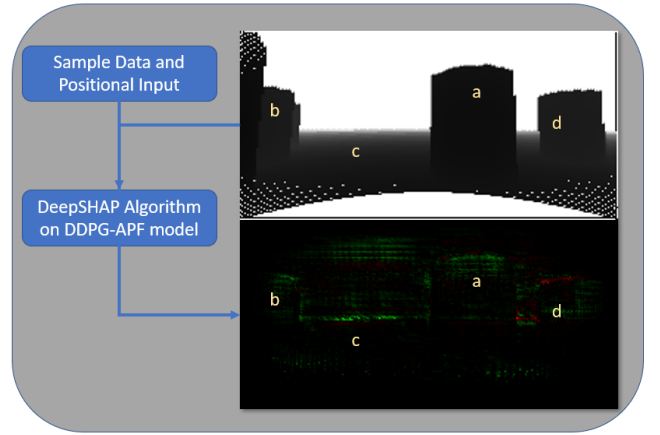 Sample Data and
Positional Input
DeepSHAP Algorithm
on DDPG-APF model
a
b
d
c
a
b
d
c